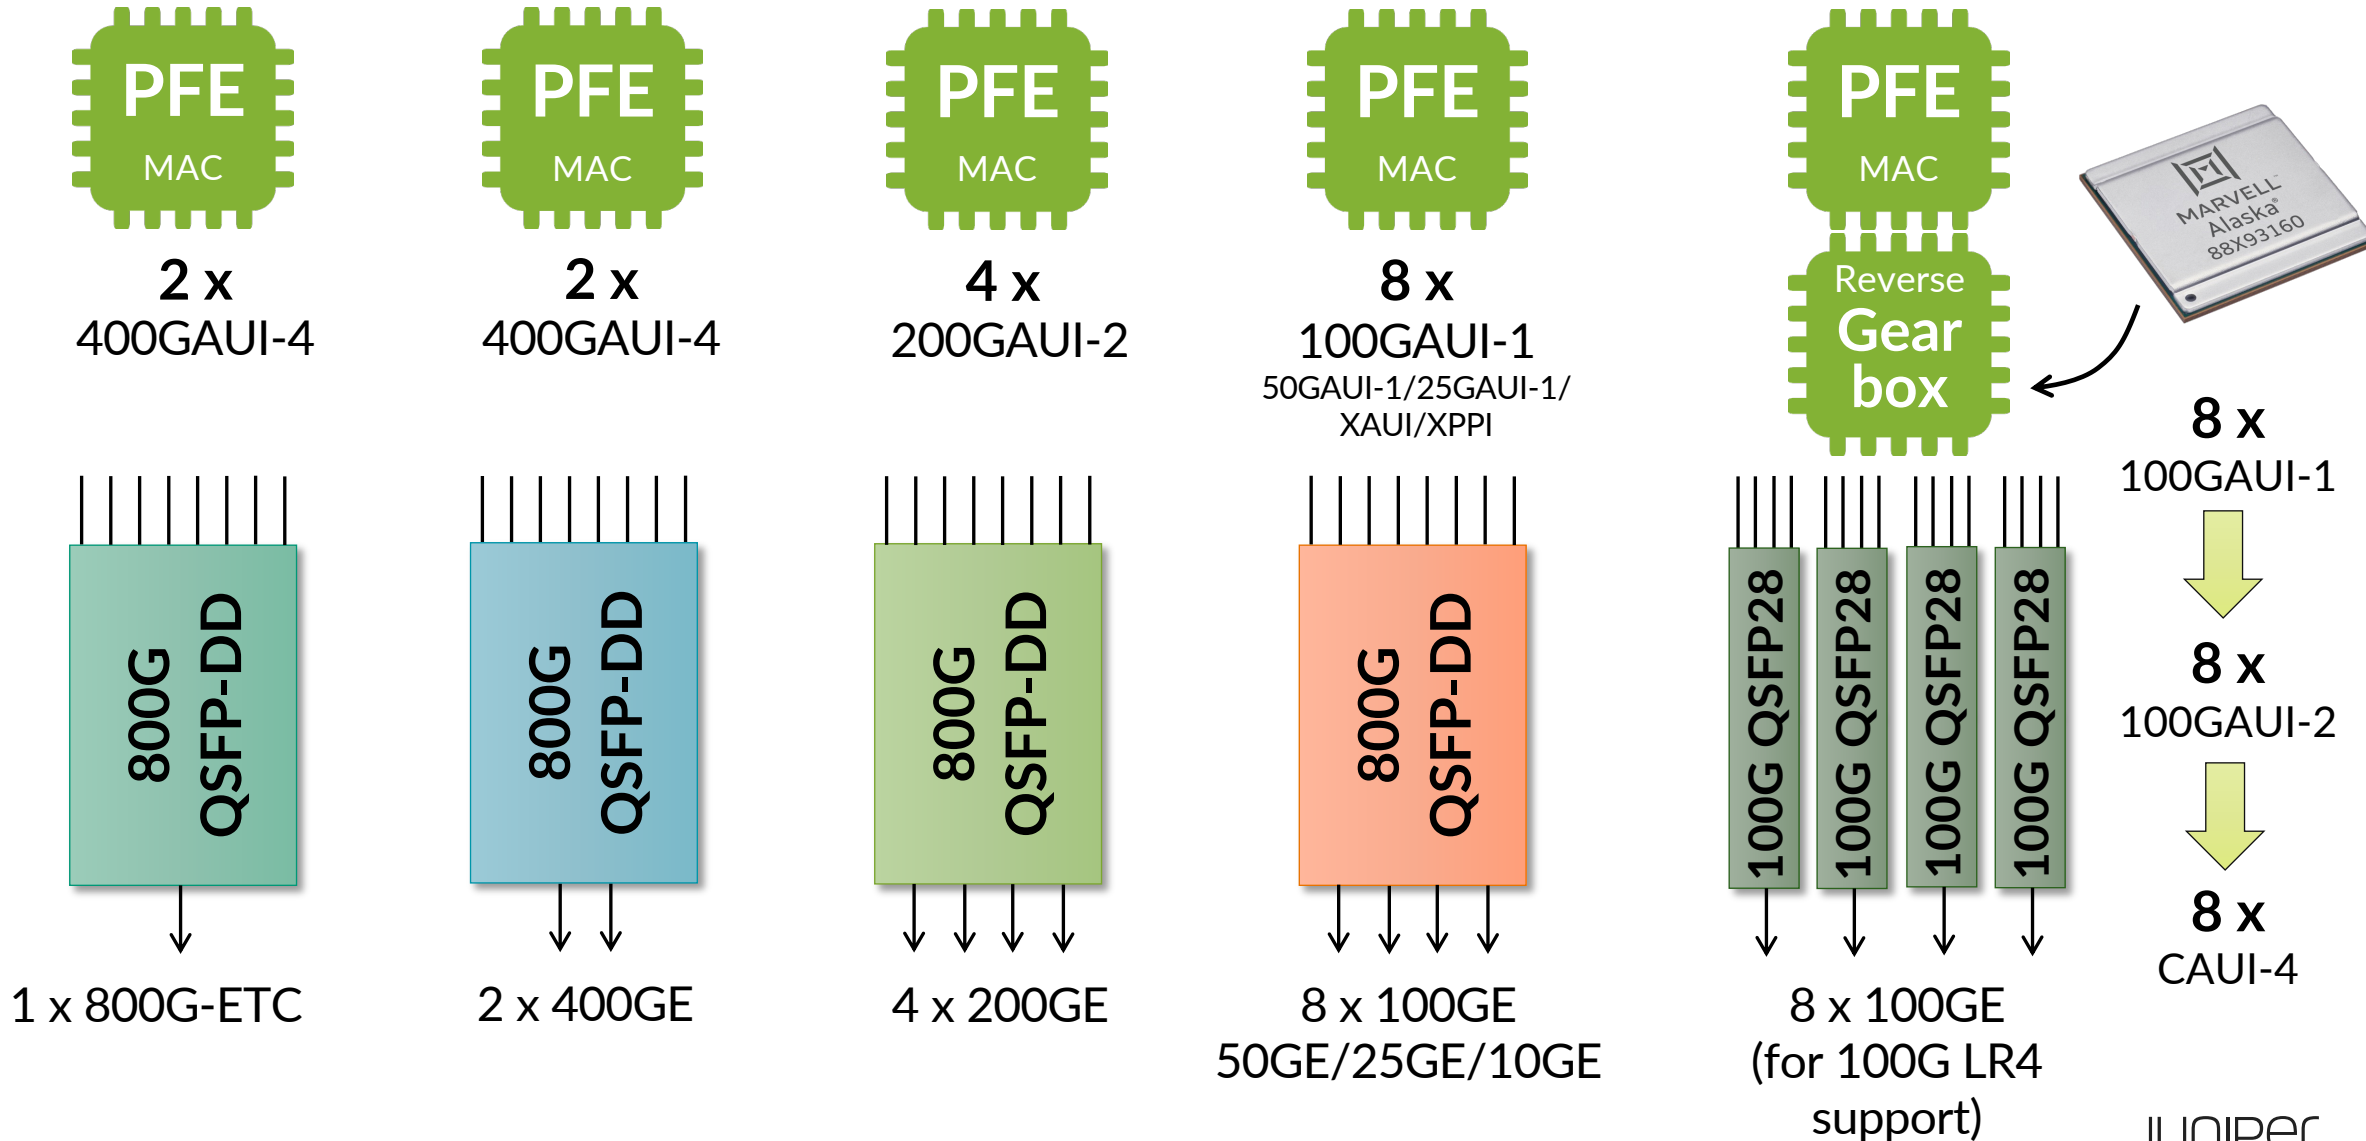 PFE
MAC
2 x
400GAUI-4
800G
QSFP-DD
1 x 800G-ETC
PFE
MAC
2 x
400GAUI-4
800G
QSFP-DD
2 x 400GE
PFE
MAC
4 x
200GAUI-2
800G
QSFP-DD
4 x 200GE
PFE
MAC
8 x
100GAUI-1
50GAUI-1/25GAUI-1/
XAUI/XPPI
800G
QSFP-DD
8 x 100GE
50GE/25GE/10GE
PFE
MAC
Reverse
Gear
box
100G QSFP28
100G QSFP28
100G QSFP28
100G QSFP28
8 x 100GE
(for 100G LR4
support)
MARVELL™
Alaska®
88X93160
8 x
100GAUI-1
8 x
100GAUI-2
8 x
CAUI-4
JUNIPER